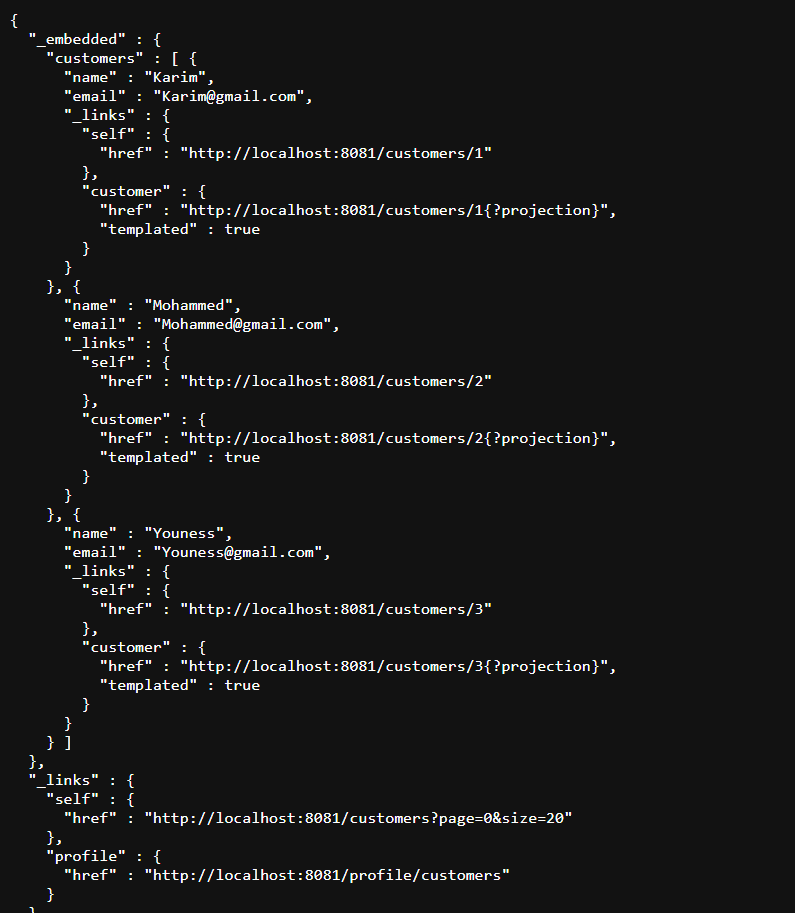 {
  "_embedded" : {
    "customers" : [ {
      "name" : "Karim",
      "email" : "Karim@gmail.com",
      "_links" : {
        "self" : {
          "href" : "http://localhost:8081/customers/1"
        },
        "customer" : {
          "href" : "http://localhost:8081/customers/1{?projection}",
          "templated" : true
        }
      }
    }, {
      "name" : "Mohammed",
      "email" : "Mohammed@gmail.com",
      "_links" : {
        "self" : {
          "href" : "http://localhost:8081/customers/2"
        },
        "customer" : {
          "href" : "http://localhost:8081/customers/2{?projection}",
          "templated" : true
        }
      }
    }, {
      "name" : "Youness",
      "email" : "Youness@gmail.com",
      "_links" : {
        "self" : {
          "href" : "http://localhost:8081/customers/3"
        },
        "customer" : {
          "href" : "http://localhost:8081/customers/3{?projection}",
          "templated" : true
        }
      }
    } ]
  },
  "_links" : {
    "self" : {
      "href" : "http://localhost:8081/customers?page=0&size=20"
    },
    "profile" : {
      "href" : "http://localhost:8081/profile/customers"
    }
  }